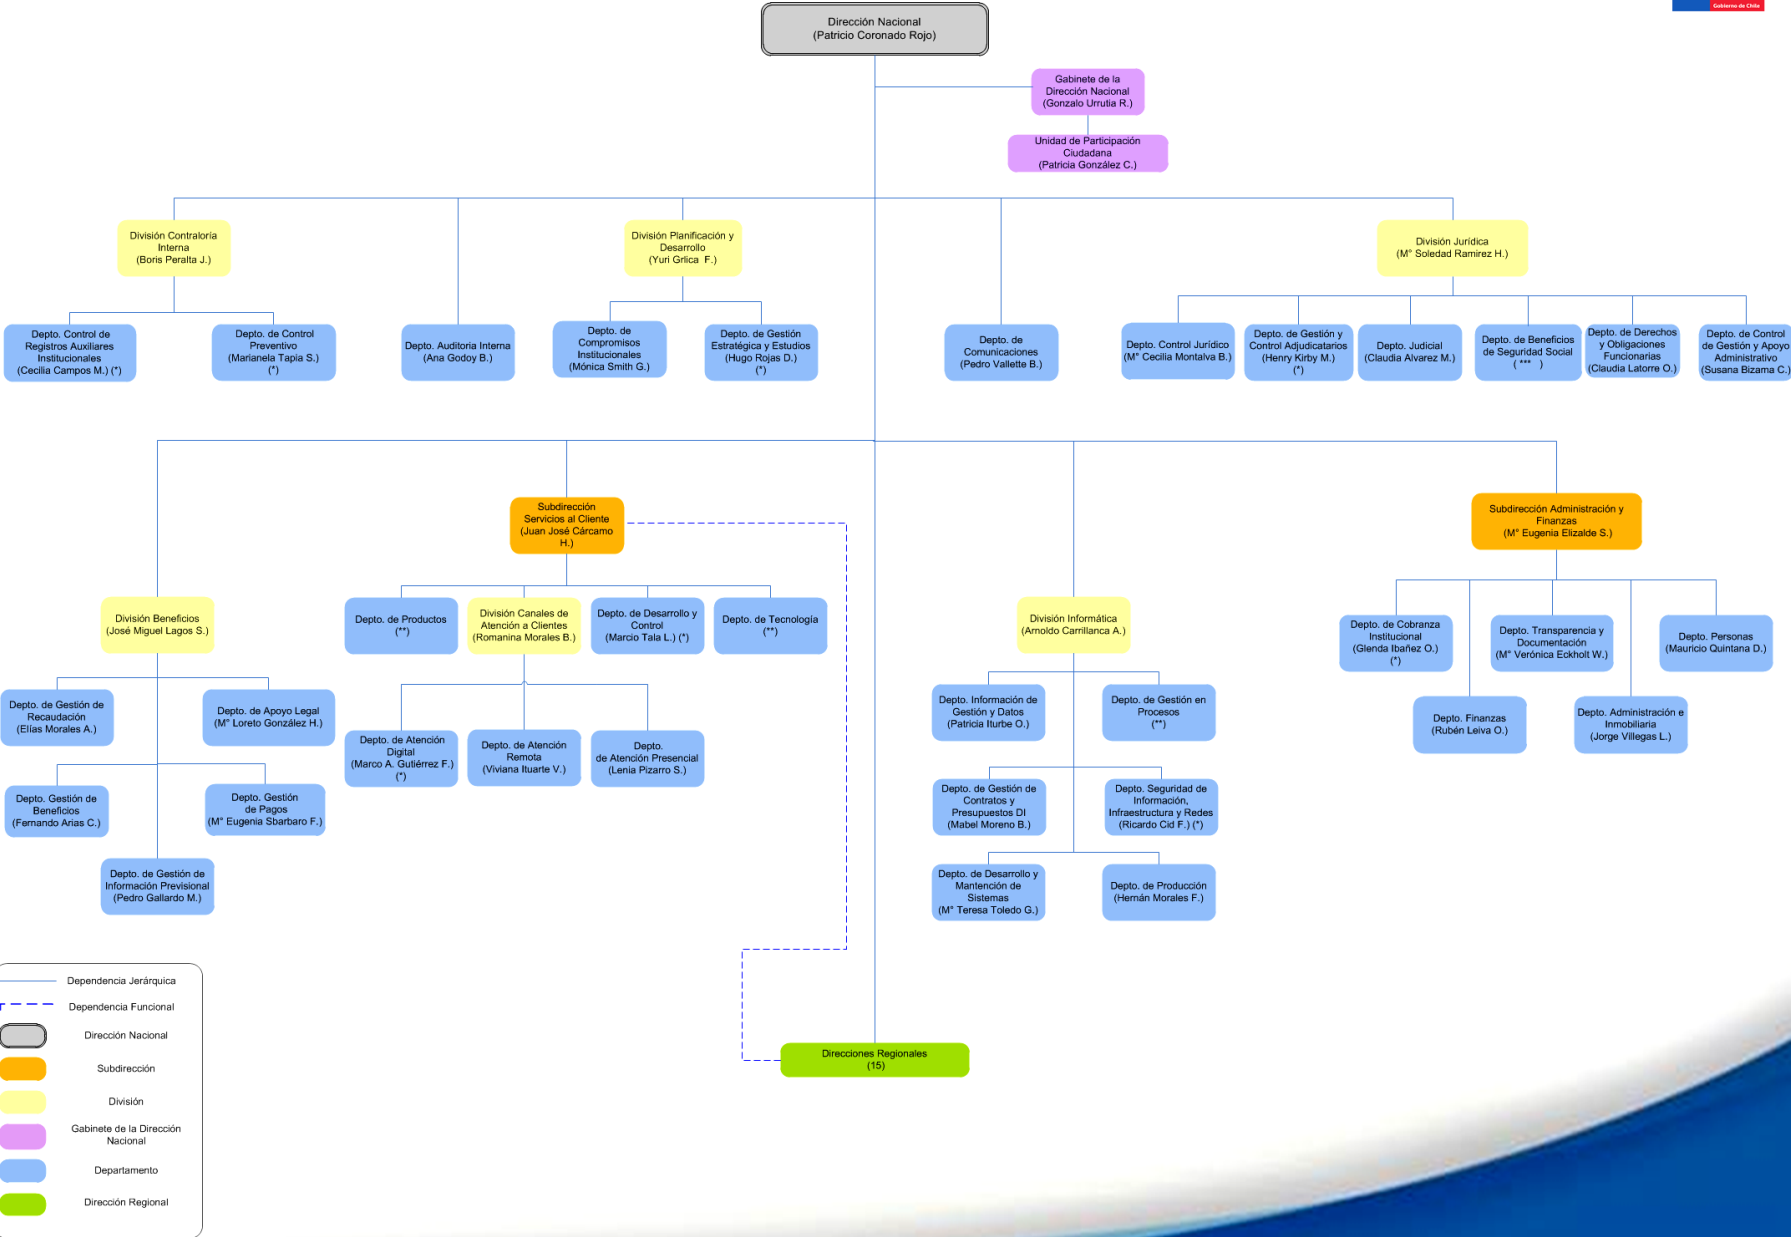 Gobierno de Chile
Dirección Nacional
(Patricio Coronado Rojo)
Gabinete de la
Dirección Nacional
(Gonzalo Urrutia R.)
Unidad de Participación
Ciudadana
(Patricia González C.)
División Contraloría
Interna
(Boris Peralta J.)
División Planificación y
Desarrollo
(Yuri Grlica F.)
División Jurídica
(M° Soledad Ramirez H.)
Depto. Control de
Registros Auxiliares
Institucionales
(Cecilia Campos M.) (*)
Depto. de Control
Preventivo
(Marianela Tapia S.)
(*)
Depto. Auditoria Interna
(Ana Godoy B.)
Depto. de
Compromisos
Institucionales
(Mónica Smith G.)
Depto. de Gestión
Estratégica y Estudios
(Hugo Rojas D.)
(*)
Depto. de
Comunicaciones
(Pedro Vallette B.)
Depto. Control Jurídico
(M° Cecilia Montalva B.)
Depto. de Gestión y
Control Adjudicatarios
(Henry Kirby M.)
(*)
Depto. Judicial
(Claudia Alvarez M.)
Depto. de Beneficios
de Seguridad Social
( *** )
Depto. de Derechos
y Obligaciones
Funcionarias
(Claudia Latorre O.)
Depto. de Control
de Gestión y Apoyo
Administrativo
(Susana Bizama C.)
Subdirección
Servicios al Cliente
(Juan José Cárcamo
H.)
Subdirección Administración y
Finanzas
(M° Eugenia Elizalde S.)
División Beneficios
(José Miguel Lagos S.)
Depto. de Productos
(**)
División Canales de
Atención a Clientes
(Romanina Morales B.)
Depto. de Desarrollo y
Control
(Marcio Tala L.) (*)
Depto. de Tecnología
(**)
División Informática
(Arnoldo Carrillanca A.)
Depto. de Cobranza
Institucional
(Glenda Ibañez O.)
(*)
Depto. Transparencia y
Documentación
(M° Verónica Eckholt W.)
Depto. Personas
(Mauricio Quintana D.)
Depto. de Gestión de
Recaudación
(Elías Morales A.)
Depto. de Apoyo Legal
(M° Loreto González H.)
Depto. de Atención
Digital
(Marco A. Gutiérrez F.)
(*)
Depto. de Atención
Remota
(Viviana Ituarte V.)
Depto.
de Atención Presencial
(Lenia Pizarro S.)
Depto. Información de
Gestión y Datos
(Patricia Iturbe O.)
Depto. de Gestión en
Procesos
(**)
Depto. Finanzas
(Rubén Leiva O.)
Depto. Administración e
Inmobiliaria
(Jorge Villegas L.)
Depto. Gestión de
Beneficios
(Fernando Arias C.)
Depto. Gestión
de Pagos
(M° Eugenia Sbarbaro F.)
Depto. de Gestión de
Contratos y
Presupuestos DI
(Mabel Moreno B.)
Depto. Seguridad de
Información,
Infraestructura y Redes
(Ricardo Cid F.) (*)
Depto. de Gestión de
Información Previsional
(Pedro Gallardo M.)
Depto. de Desarrollo y
Mantención de
Sistemas
(M° Teresa Toledo G.)
Depto. de Producción
(Hernán Morales F.)
Direcciones Regionales
(15)
Dependencia Jerárquica
Dependencia Funcional
Dirección Nacional
Subdirección
División
Gabinete de la Dirección
Nacional
Departamento
Dirección Regional